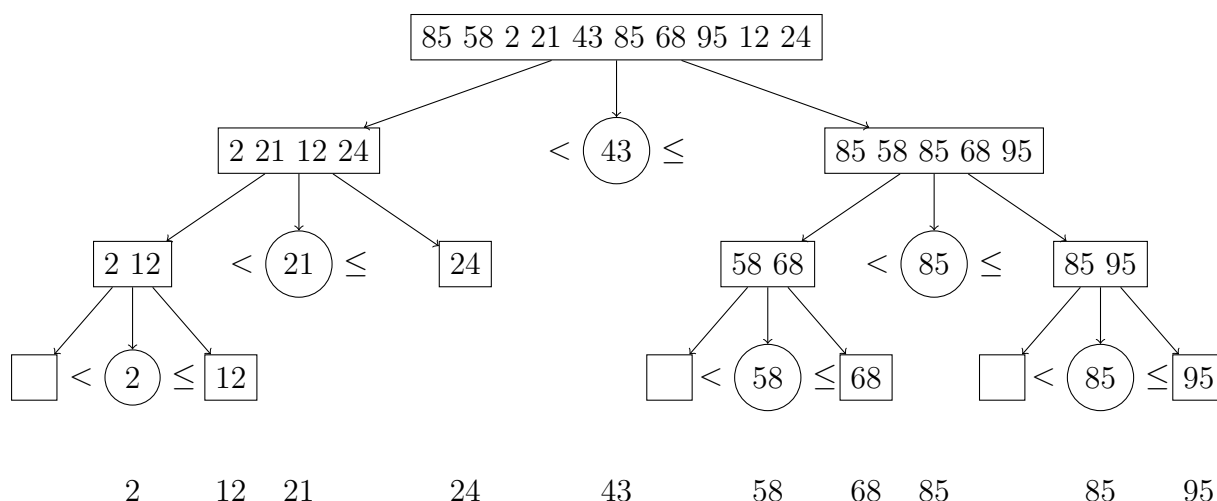 85 58 2 21 43 85 68 95 12 24
2 21 12 24 < 43 ≤ 85 58 85 68 95
2 12 < 21 ≤ 24 58 68 < 85 ≤ 85 95
< 2 ≤ 12 < 58 ≤ 68 < 85 ≤ 95
2 12 21 24 43 58 68 85 85 95